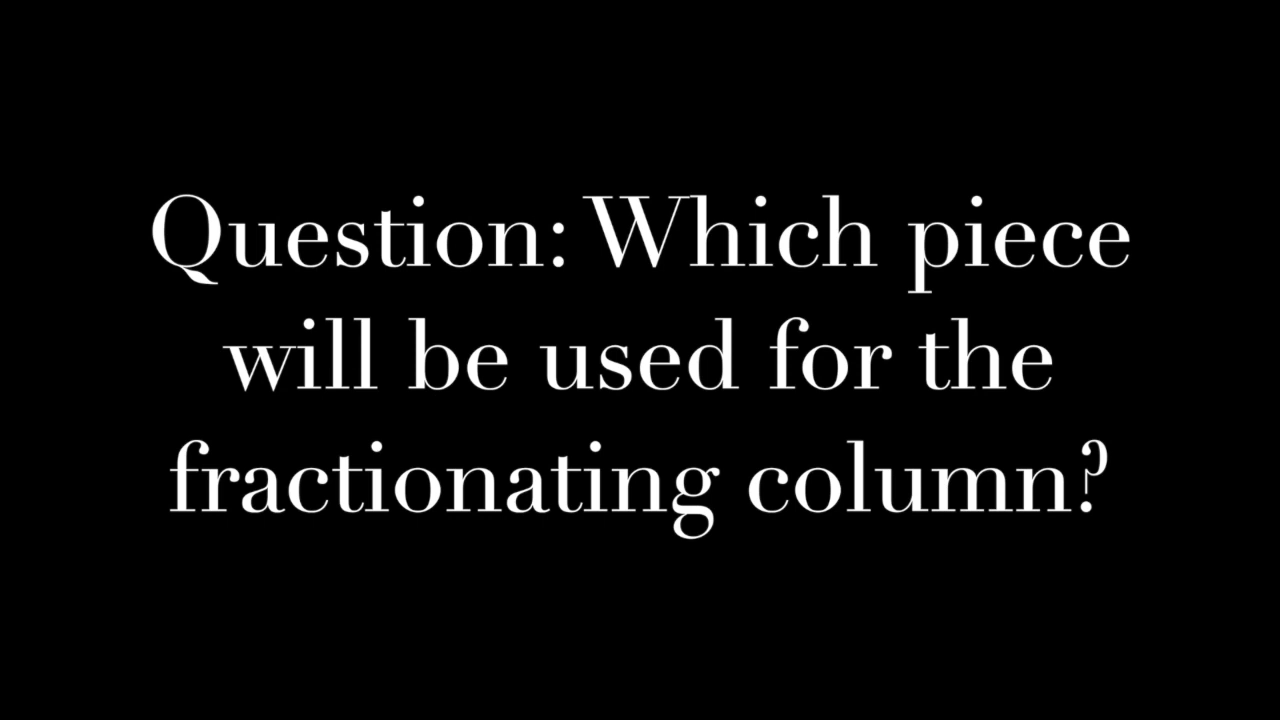 Question: Which piece
will be used for the
fractionating column?